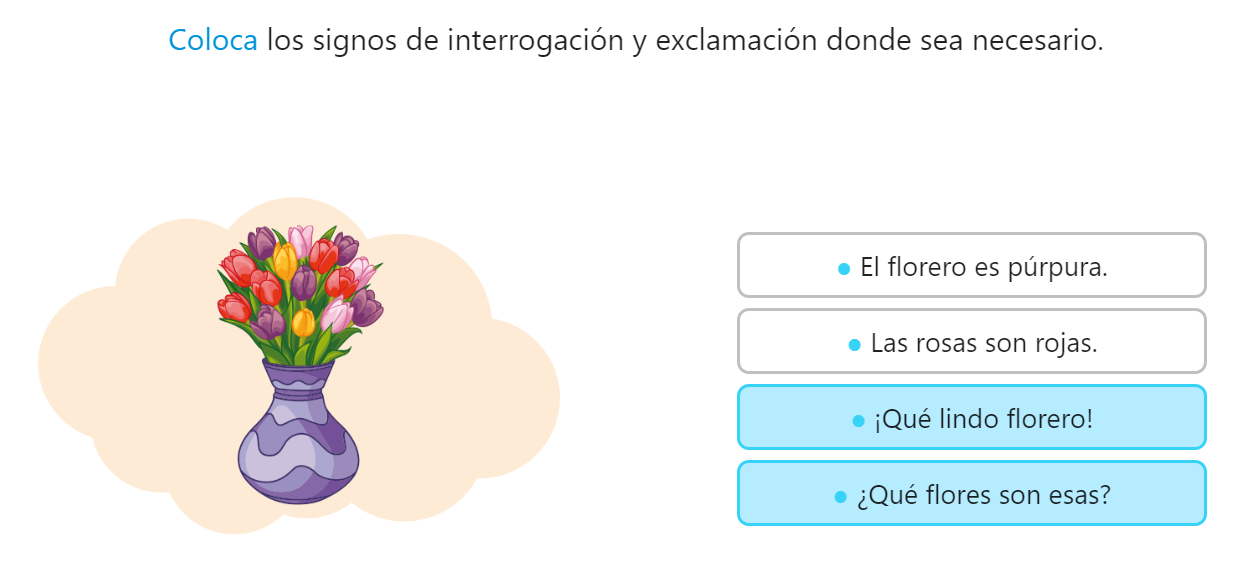 Coloca los signos de interrogación y exclamación donde sea necesario.
• El florero es púrpura.
• Las rosas son rojas.
• ¡Qué lindo florero!
• ¿Qué flores son esas?